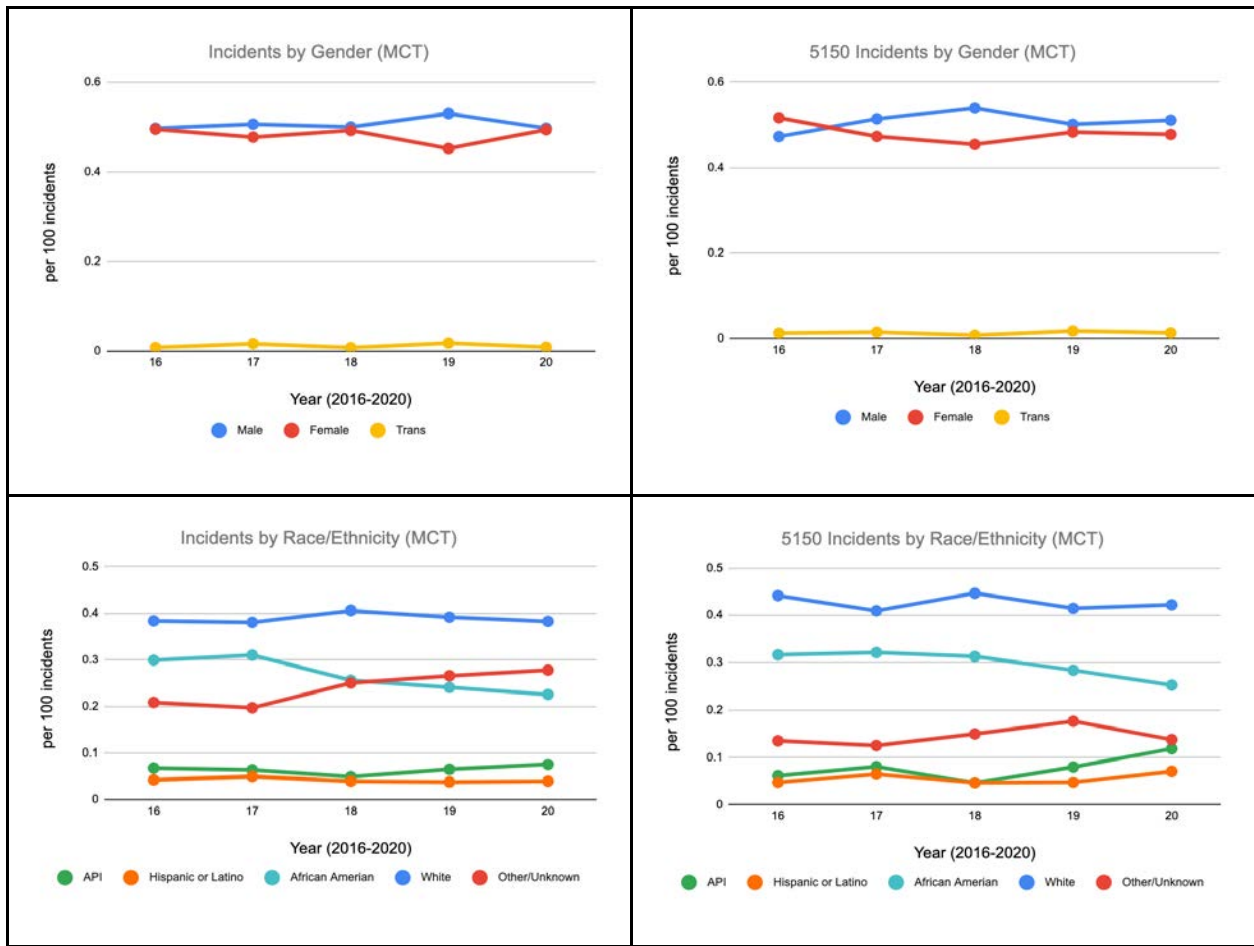 Incidents by Gender (MCT)
0.6
0.4
0.2
0
per 100 incidents
16 17 18 19 20
Year (2016-2020)
Male Female Trans
5150 Incidents by Gender (MCT)
0.6
0.4
0.2
0
per 100 incidents
16 17 18 19 20
Year (2016-2020)
Male Female Trans
Incidents by Race/Ethnicity (MCT)
0.5
0.4
0.3
0.2
0.1
0
per 100 incidents
16 17 18 19 20
Year (2016-2020)
API Hispanic or Latino African Amerian White Other/Unknown
5150 Incidents by Race/Ethnicity (MCT)
0.5
0.4
0.3
0.2
0.1
0
per 100 incidents
16 17 18 19 20
Year (2016-2020)
API Hispanic or Latino African Amerian White Other/Unknown